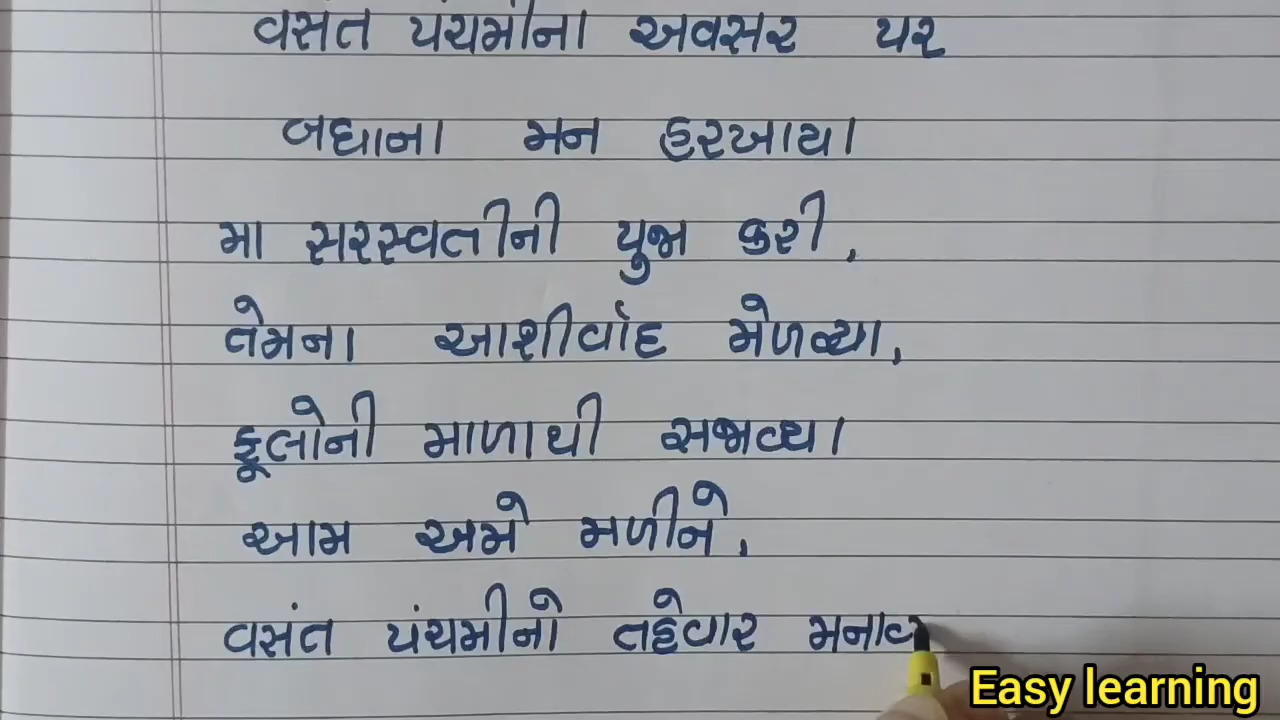 વસંત પંચમીના અવસર પર
બધાના મન હરખાયા
મા સરસ્વતીની પુજા કરી,
તેમના આશીર્વાદ મેળવ્યા,
ફૂલોની માળાથી સજાવ્યા
આમ અમે મળીને,
વસંત પંચમીનો તહેવાર મનાવ
Easy learning